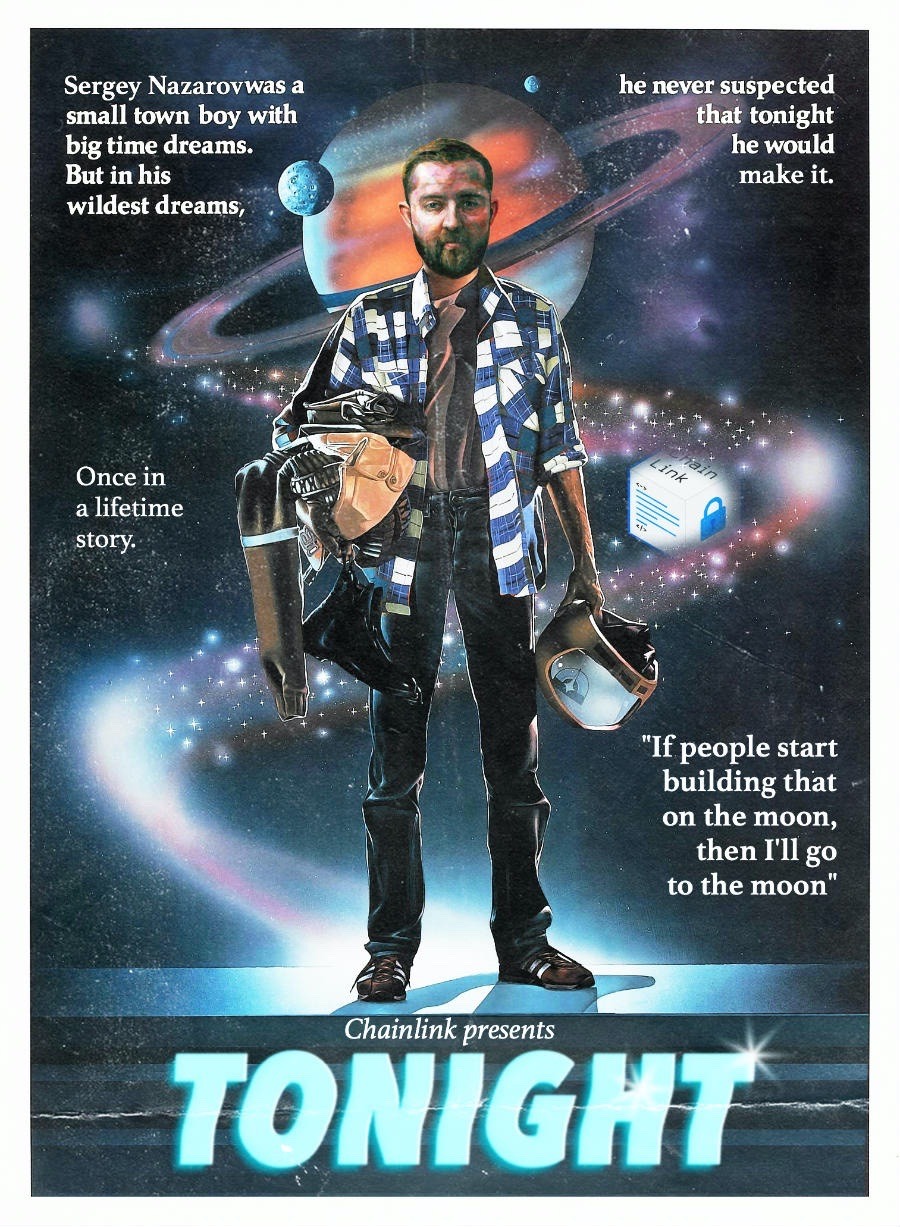 Sergey Nazarovwas a
small town boy with
big time dreams.
But in his
wildest dreams,
he never suspected
that tonight
he would
make it.
Once in
a lifetime
story.
Chain
Link
"If people start
building that
on the moon,
then I'll go
to the moon"
Chainlink presents
TONIGHT